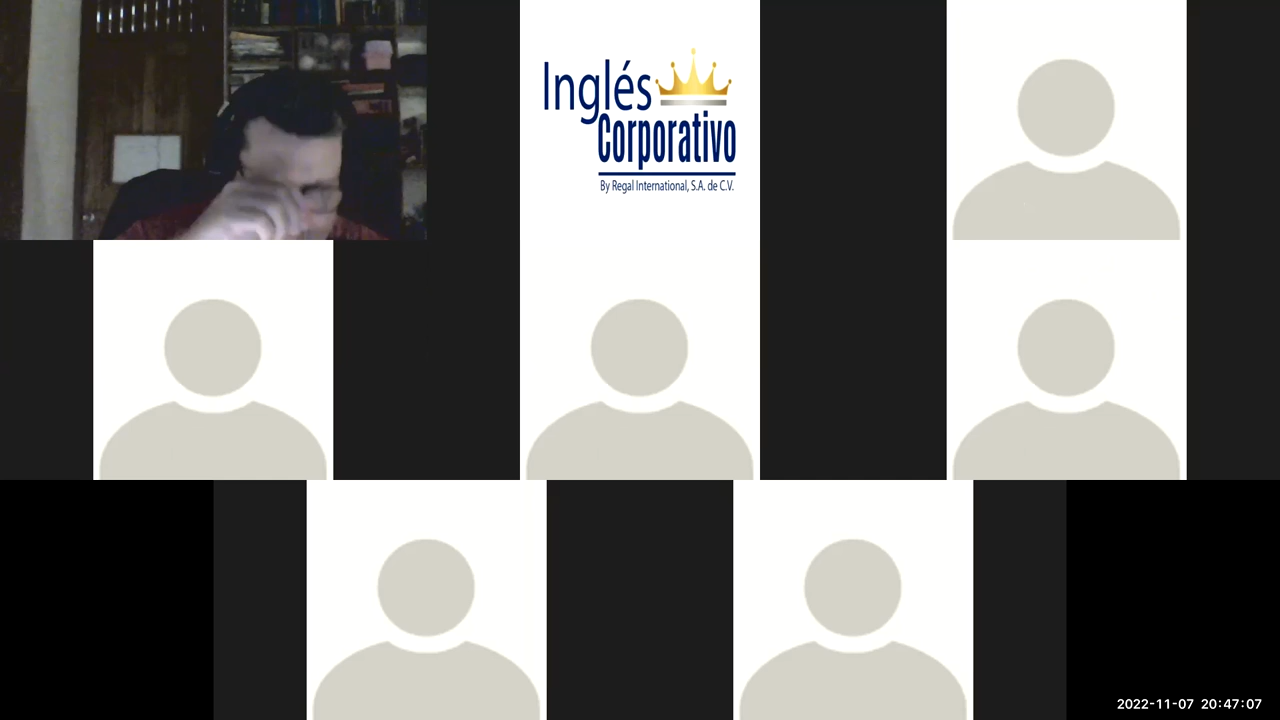 Inglés
Corporativo
By Regal International, S.A. de C.V.
2022-11-07 20:47:07